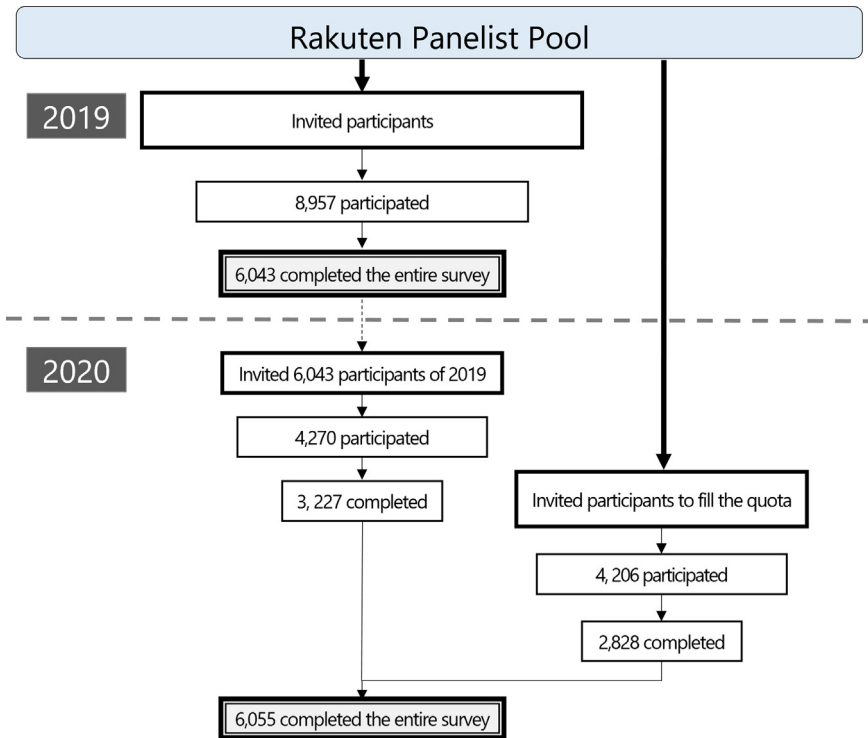 Rakuten Panelist Pool
2019
Invited participants
8,957 participated
6,043 completed the entire survey
2020
Invited 6,043 participants of 2019
4,270 participated
3, 227 completed
Invited participants to fill the quota
4, 206 participated
2,828 completed
6,055 completed the entire survey